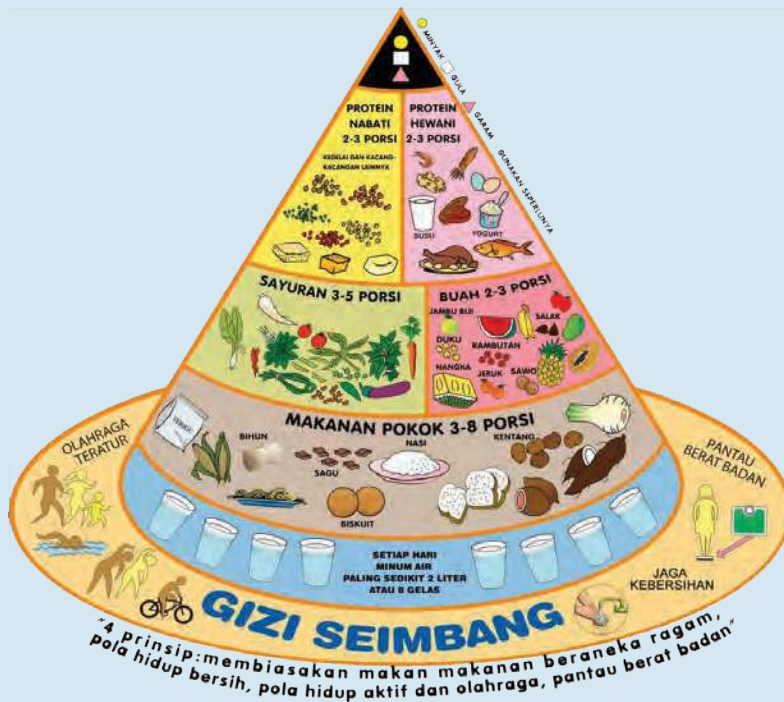 MINYAK
GULA
GARAM
GUNAKAN SEPERLUNYA
PROTEIN
NABATI
2-3 PORSI
KEDELAI DAN KACANG-
KACANGAN LAINNYA
PROTEIN
HEWANI
2-3 PORSI
SUSU
YOGURT
SAYURAN 3-5 PORSI
BUAH 2-3 PORSI
JAMBU BIJI
SALAK
DUKU
RAMBUTAN
NANGKA
JERUK
SAWO
MAKANAN POKOK 3-8 PORSI
BIHUN
NASI
KENTANG
SAGU
BISKUIT
OLAHRAGA
TERATUR
PANTAU
BERAT BADAN
SETIAP HARI
MINUM AIR
PALING SEDIKIT 2 LITER
ATAU 8 GELAS
JAGA
KEBERSIHAN
GIZI SEIMBANG
"4 prinsip:membiasakan makan makanan beraneka ragam,
pola hidup bersih, pola hidup aktif dan olahraga, pantau berat badan"